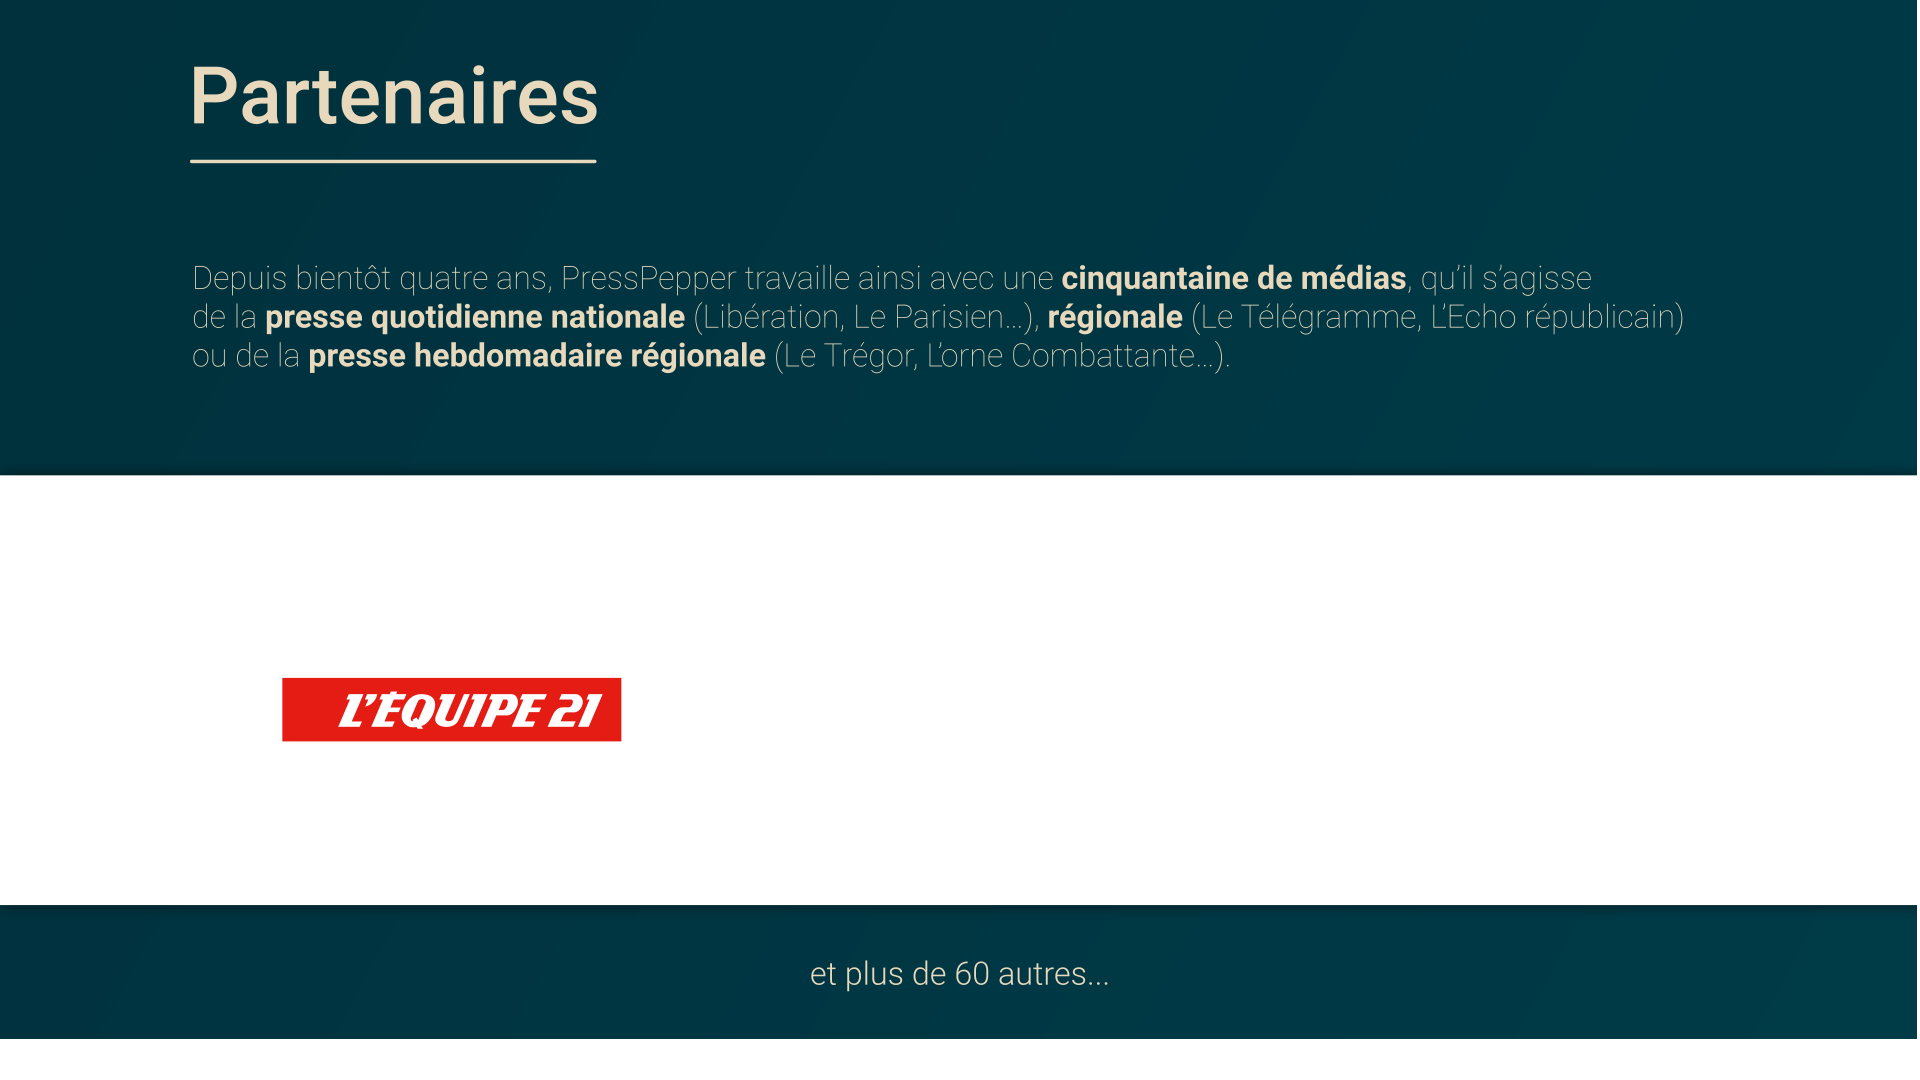 Partenaires
Depuis bientôt quatre ans, PressPepper travaille ainsi avec une cinquantaine de médias, qu’il s’agisse
de la presse quotidienne nationale (Libération, Le Parisien...), régionale (Le Télégramme, L’Echo républicain)
ou de la presse hebdomadaire régionale (Le Trégor, L’orne Combattante...).
L’ÉQUIPE 21
et plus de 60 autres...